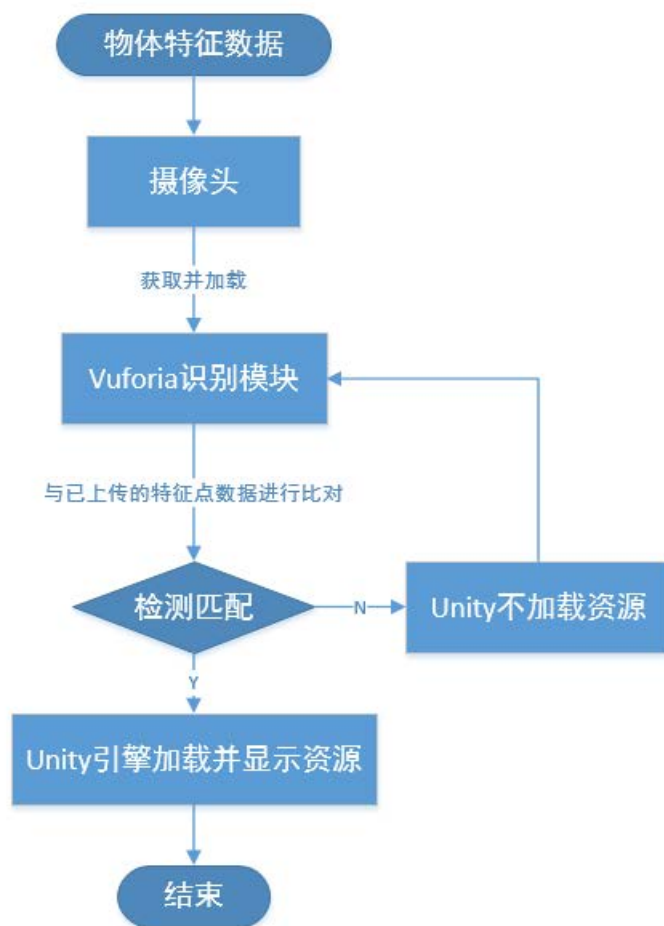 物体特征数据
摄像头
获取并加载
Vuforia识别模块
与已上传的特征点数据进行比对
检测匹配
N
Unity不加载资源
Y
Unity引擎加载并显示资源
结束